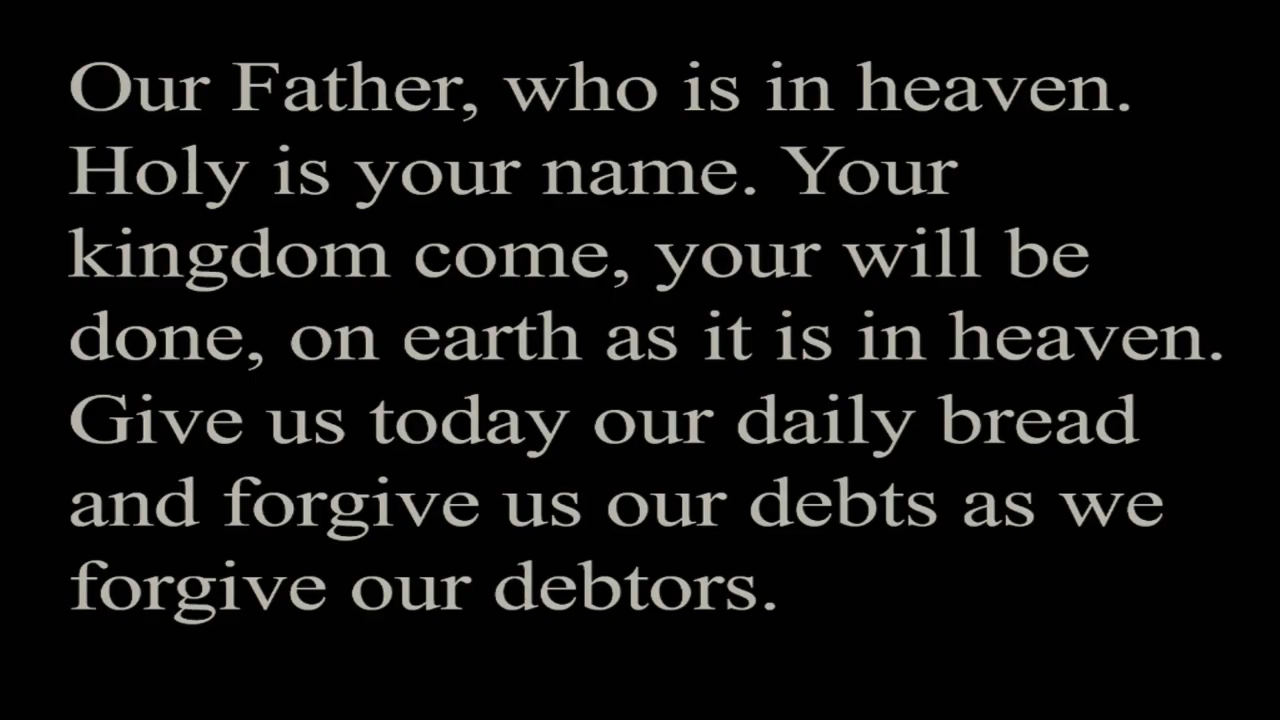 Our Father, who is in heaven.
Holy is your name. Your
kingdom come, your will be
done, on earth as it is in heaven.
Give us today our daily bread
and forgive us our debts as we
forgive our debtors.